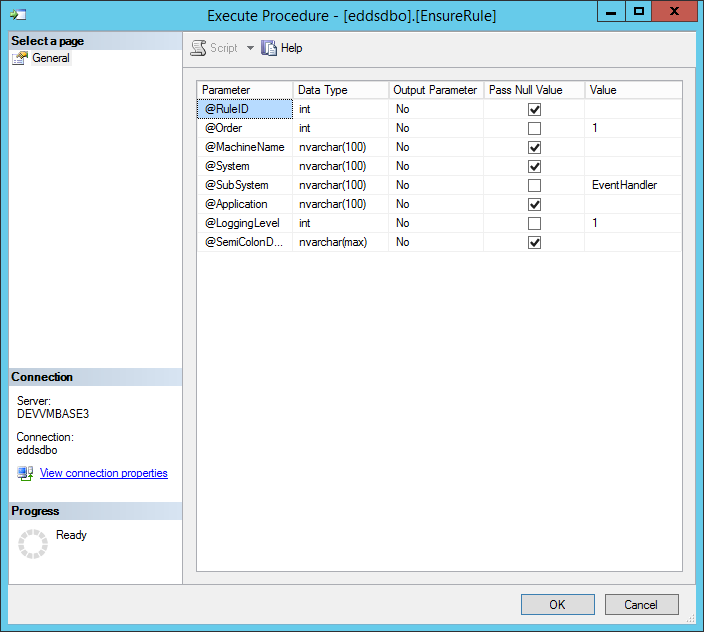 Execute Procedure - [eddsdbo].[EnsureRule]
Select a page
General
Script Help
Parameter Data Type Output Parameter Pass Null Value Value
@RuleID int No
@Order int No 1
@MachineName nvarchar(100) No
@System nvarchar(100) No
@SubSystem nvarchar(100) No EventHandler
@Application nvarchar(100) No
@LoggingLevel int No 1
@SemiColonD... nvarchar(max) No
Connection
Server:
DEVVMBASE3
Connection:
eddsdbo
View connection properties
Progress
Ready
OK Cancel